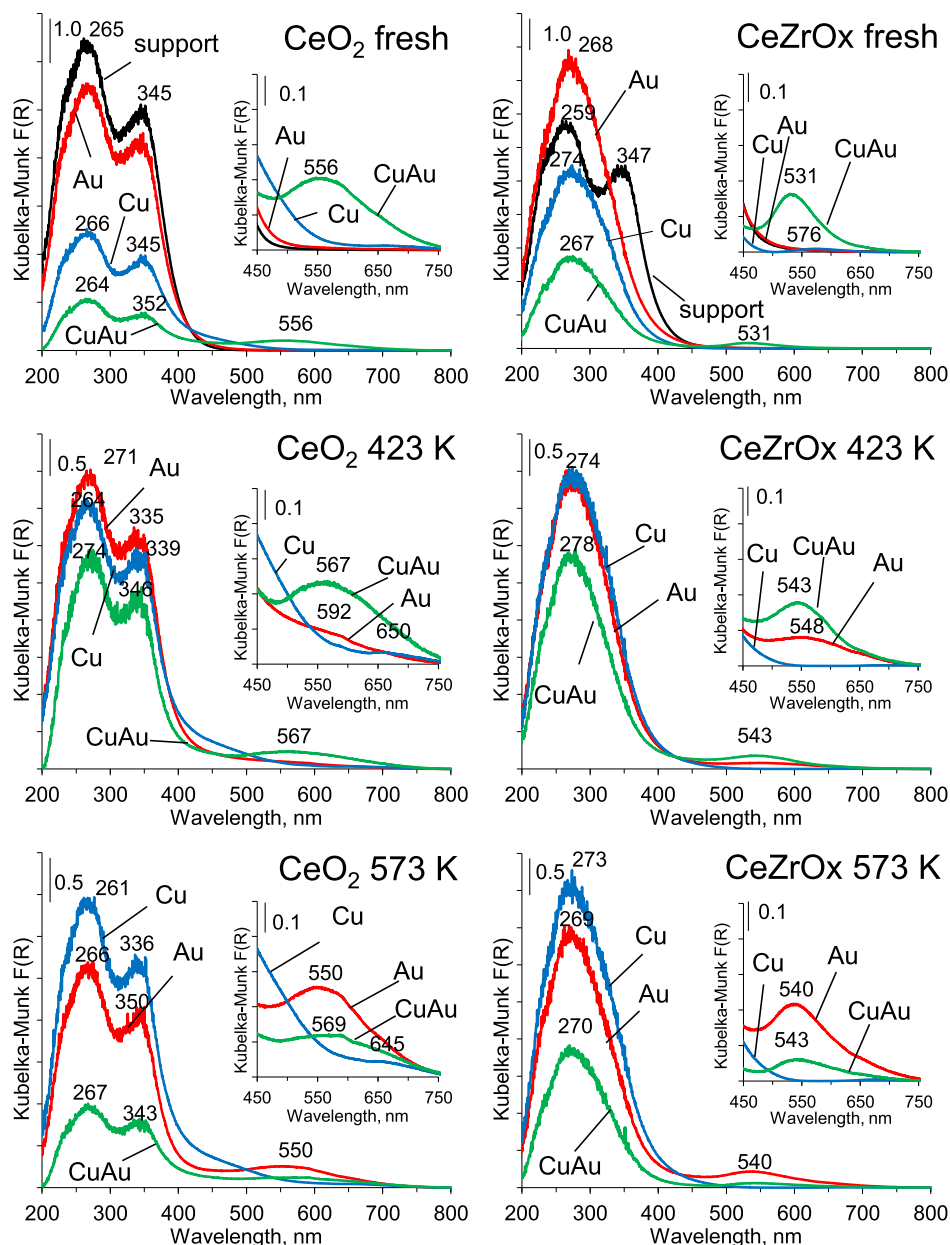 CeO2 fresh
1.0 265
support
345
Au
Cu
266
345
264
352
CuAu
556
Kubelka-Munk F(R)
200 300 400 500 600 700 800
Wavelength, nm
0.1
Au
556
CuAu
Cu
Kubelka-Munk F(R)
450 550 650 750
Wavelength, nm
CeZrOx fresh
1.0
268
Au
259
347
274
Cu
267
support
CuAu
531
Kubelka-Munk F(R)
200 300 400 500 600 700 800
Wavelength, nm
0.1
Au
Cu
CuAu
531
576
Kubelka-Munk F(R)
450 550 650 750
Wavelength, nm
CeO2 423 K
0.5
271
Au
264
335
274
339
346
Cu
Cu
CuAu
567
Kubelka-Munk F(R)
200 300 400 500 600 700 800
Wavelength, nm
0.1
Cu
567
CuAu
592
Au
650
Kubelka-Munk F(R)
450 550 650 750
Wavelength, nm
CeZrOx 423 K
0.5 274
Cu
278
Au
CuAu
543
Kubelka-Munk F(R)
200 300 400 500 600 700 800
Wavelength, nm
0.1
Cu
CuAu
Au
543
548
Kubelka-Munk F(R)
450 550 650 750
Wavelength, nm
CeO2 573 K
0.5
261
Cu
336
Au
266
350
267
343
CuAu
550
Kubelka-Munk F(R)
200 300 400 500 600 700 800
Wavelength, nm
0.1
Cu
550
Au
CuAu
569
645
Kubelka-Munk F(R)
450 550 650 750
Wavelength, nm
CeZrOx 573 K
0.5
273
269
Cu
Au
270
CuAu
540
Kubelka-Munk F(R)
200 300 400 500 600 700 800
Wavelength, nm
0.1
Cu
Au
540
CuAu
543
Kubelka-Munk F(R)
450 550 650 750
Wavelength, nm